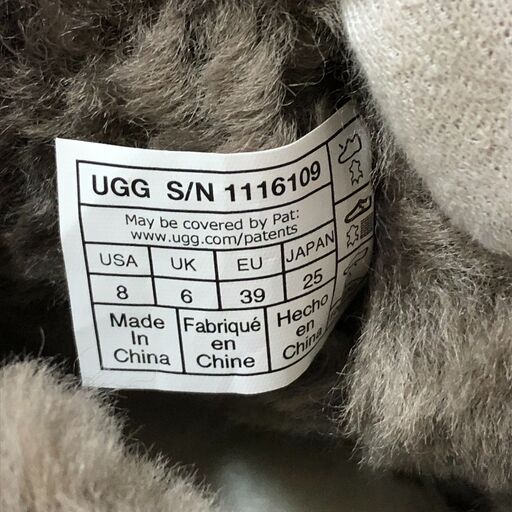 UGG S/N 1116109
May be covered by Pat:
www.ugg.com/patents
USA UK EU JAPAN
8 6 39 25
Made In China
Fabriqué en Chine
Hecho en China